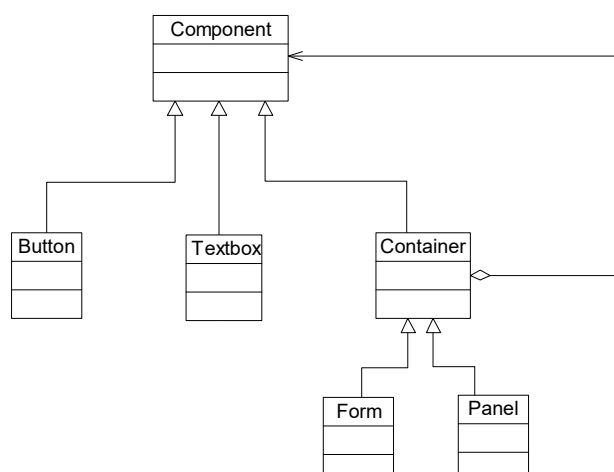 Component
Button
Textbox
Container
Form
Panel